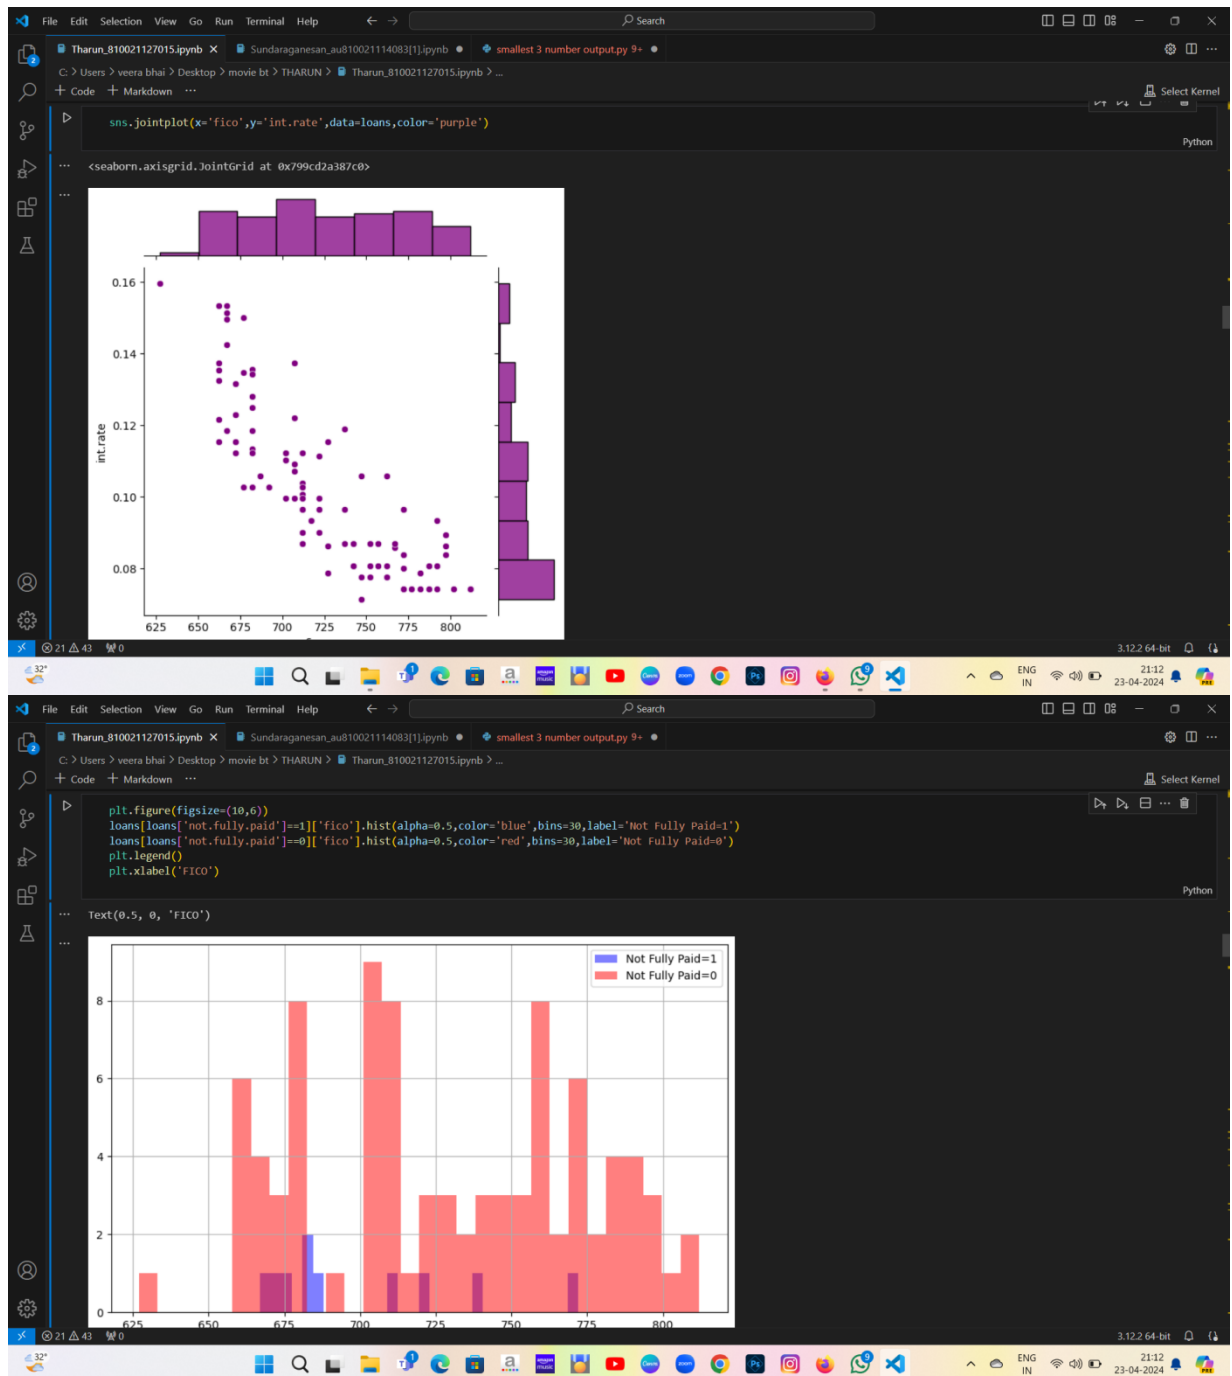 File Edit Selection View Go Run Terminal Help
Search
Tharun_810021127015.ipynb
Sundaraganesan_au810021114083[1].ipynb
smallest 3 number output.py 9+
C: > Users > veera bhai > Desktop > movie bt > THARUN > Tharun_810021127015.ipynb > ...
+ Code + Markdown ...
Select Kernel
2
sns.jointplot(x='fico',y='int.rate',data=loans,color='purple')
Python
<seaborn.axisgrid.JointGrid at 0x799cd2a387c0>
0.16
0.14
0.12
0.10
0.08
int.rate
625 650 675 700 725 750 775 800
21 43 0
3.12.2 64-bit
32°
ENG
IN
21:12
23-04-2024
File Edit Selection View Go Run Terminal Help
Search
Tharun_810021127015.ipynb
Sundaraganesan_au810021114083[1].ipynb
smallest 3 number output.py 9+
C: > Users > veera bhai > Desktop > movie bt > THARUN > Tharun_810021127015.ipynb > ...
+ Code + Markdown ...
Select Kernel
2
plt.figure(figsize=(10,6))
loans[loans['not.fully.paid']==1]['fico'].hist(alpha=0.5,color='blue',bins=30,label='Not Fully Paid=1')
loans[loans['not.fully.paid']==0]['fico'].hist(alpha=0.5,color='red',bins=30,label='Not Fully Paid=0')
plt.legend()
plt.xlabel('FICO')
Python
Text(0.5, 0, 'FICO')
Not Fully Paid=1
Not Fully Paid=0
8
6
4
2
0
625 650 675 700 725 750 775 800
21 43 0
3.12.2 64-bit
32°
ENG
IN
21:12
23-04-2024